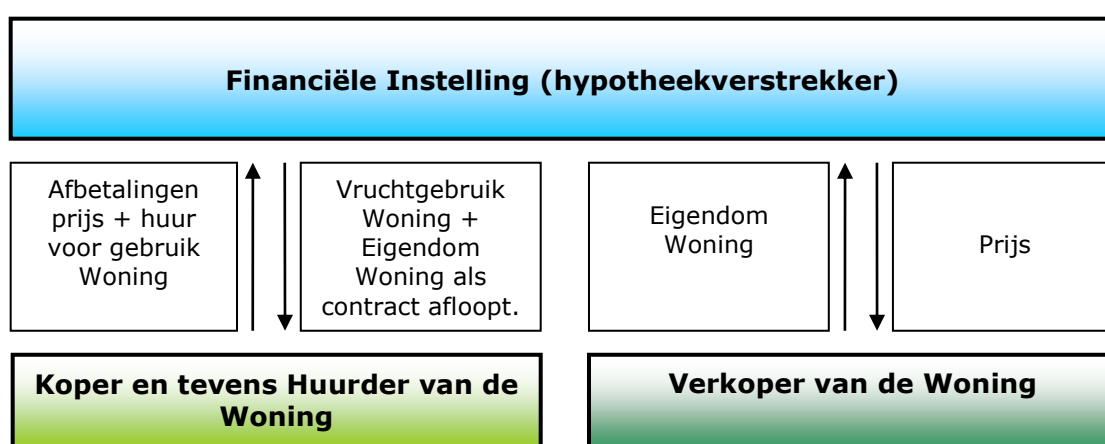 Financiële Instelling (hypotheekverstrekker)
Afbetalingen
prijs + huur
voor gebruik
Woning
Vruchtgebruik
Woning +
Eigendom
Woning als
contract afloopt.
Eigendom
Woning
Prijs
Koper en tevens Huurder van de
Woning
Verkoper van de Woning